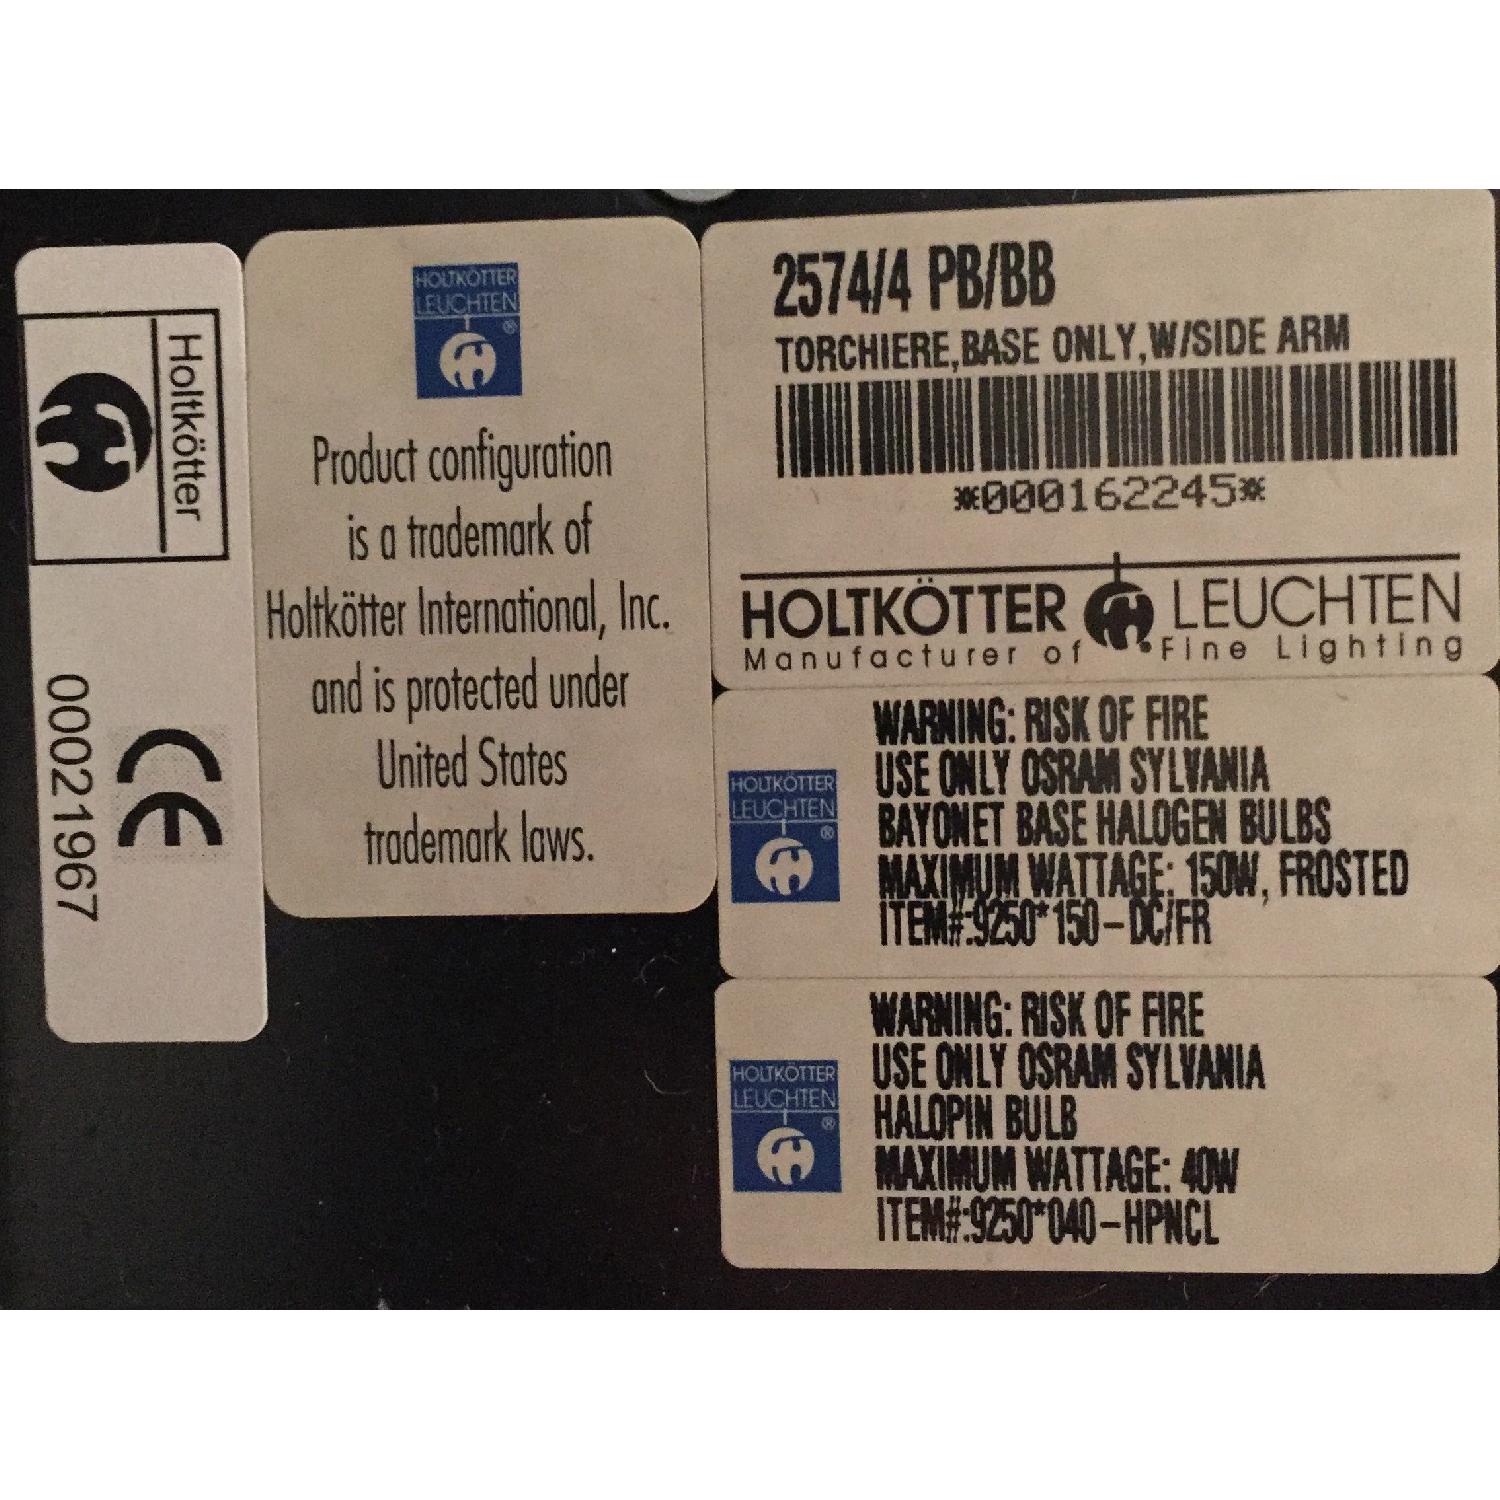 Holtkötter
00021967
CE
HOLTKÖTTER
LEUCHTEN
®
Product configuration
is a trademark of
Holtkötter International, Inc.
and is protected under
United States
trademark laws.
2574/4 PB/BB
TORCHIERE,BASE ONLY,W/SIDE ARM
*000162245*
HOLTKÖTTER LEUCHTEN
Manufacturer of Fine Lighting
HOLTKÖTTER
LEUCHTEN
®
WARNING: RISK OF FIRE
USE ONLY OSRAM SYLVANIA
BAYONET BASE HALOGEN BULBS
MAXIMUM WATTAGE: 150W, FROSTED
ITEM#:9250*150-DC/FR
HOLTKÖTTER
LEUCHTEN
®
WARNING: RISK OF FIRE
USE ONLY OSRAM SYLVANIA
HALOPIN BULB
MAXIMUM WATTAGE: 40W
ITEM#:9250*040-HPNCL